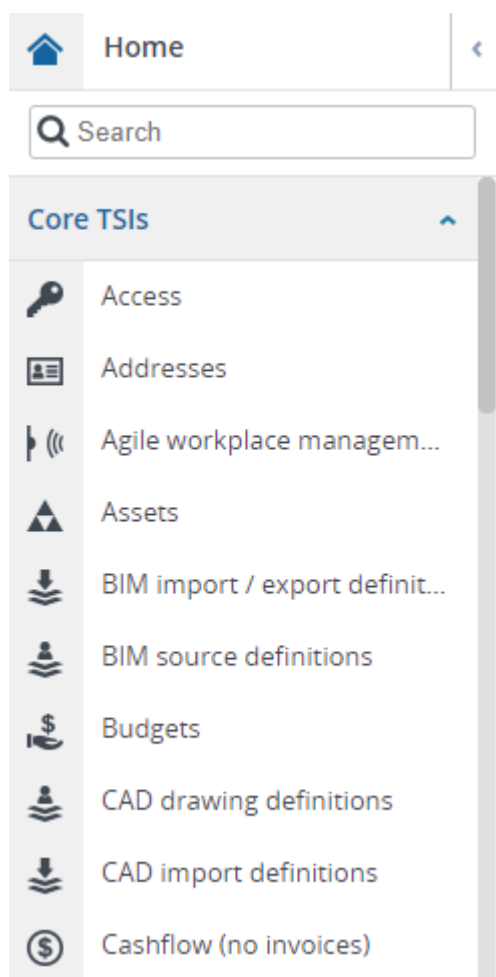 Home
Search
Core TSIs
Access
Addresses
Agile workplace managem...
Assets
BIM import / export definit...
BIM source definitions
Budgets
CAD drawing definitions
CAD import definitions
Cashflow (no invoices)